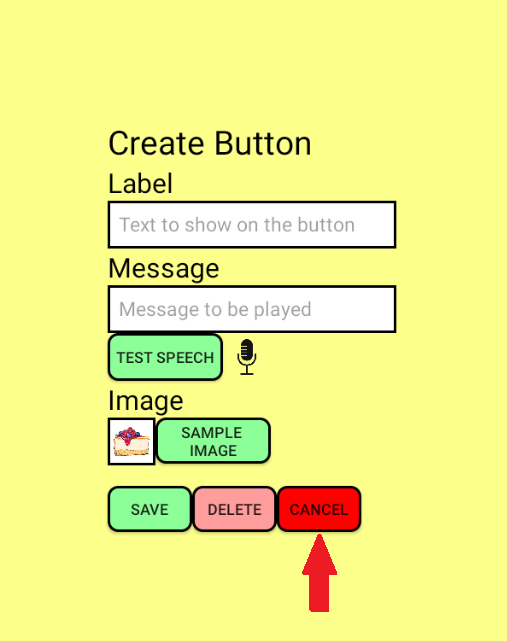 Create Button
Label
Text to show on the button
Message
Message to be played
TEST SPEECH
Image
SAMPLE
IMAGE
SAVE DELETE CANCEL